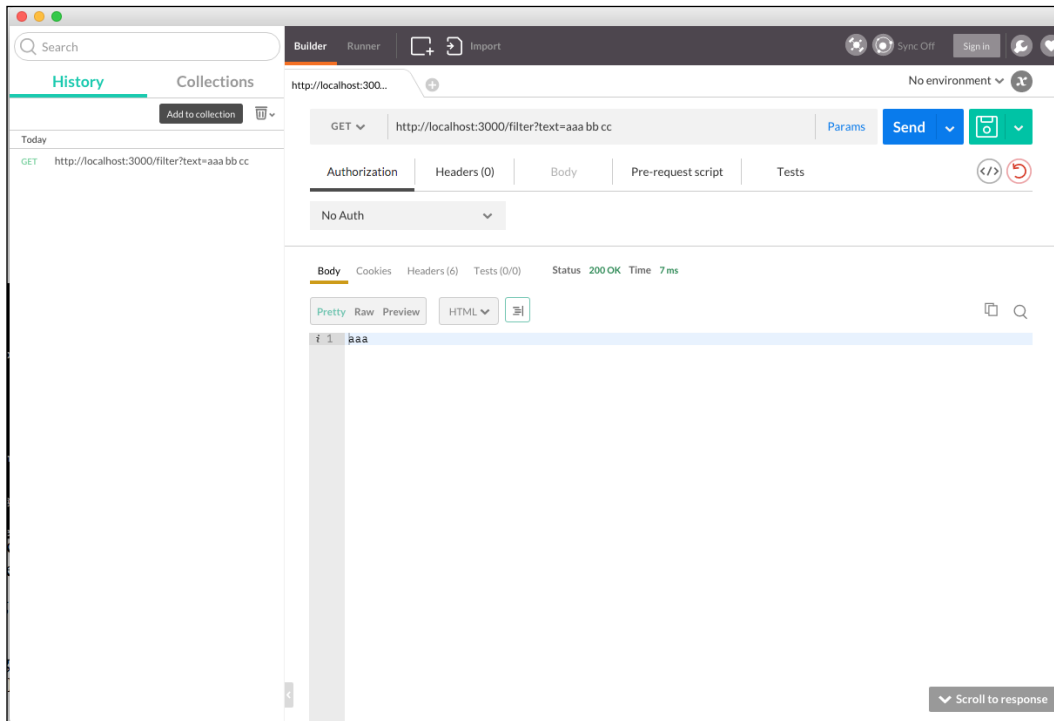 Search
Builder Runner Import Sync Off Sign in
History Collections
http://localhost:300... No environment
Add to collection
GET http://localhost:3000/filter?text=aaa bb cc Params Send
Today
GET http://localhost:3000/filter?text=aaa bb cc
Authorization Headers (0) Body Pre-request script Tests
No Auth
Body Cookies Headers (6) Tests (0/0) Status 200 OK Time 7 ms
Pretty Raw Preview HTML
i 1 aaa
Scroll to response